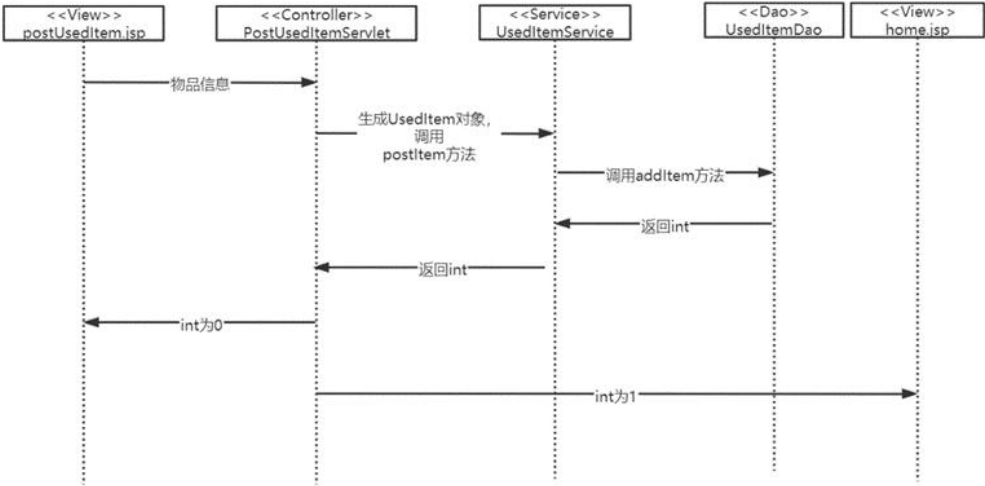 <<View>>
postUsedItem.jsp
<<Controller>>
PostUsedItemServlet
<<Service>>
UsedItemService
<<Dao>>
UsedItemDao
<<View>>
home.jsp
物品信息
生成UsedItem对象，
调用
postItem方法
调用addItem方法
返回int
返回int
int为0
int为1